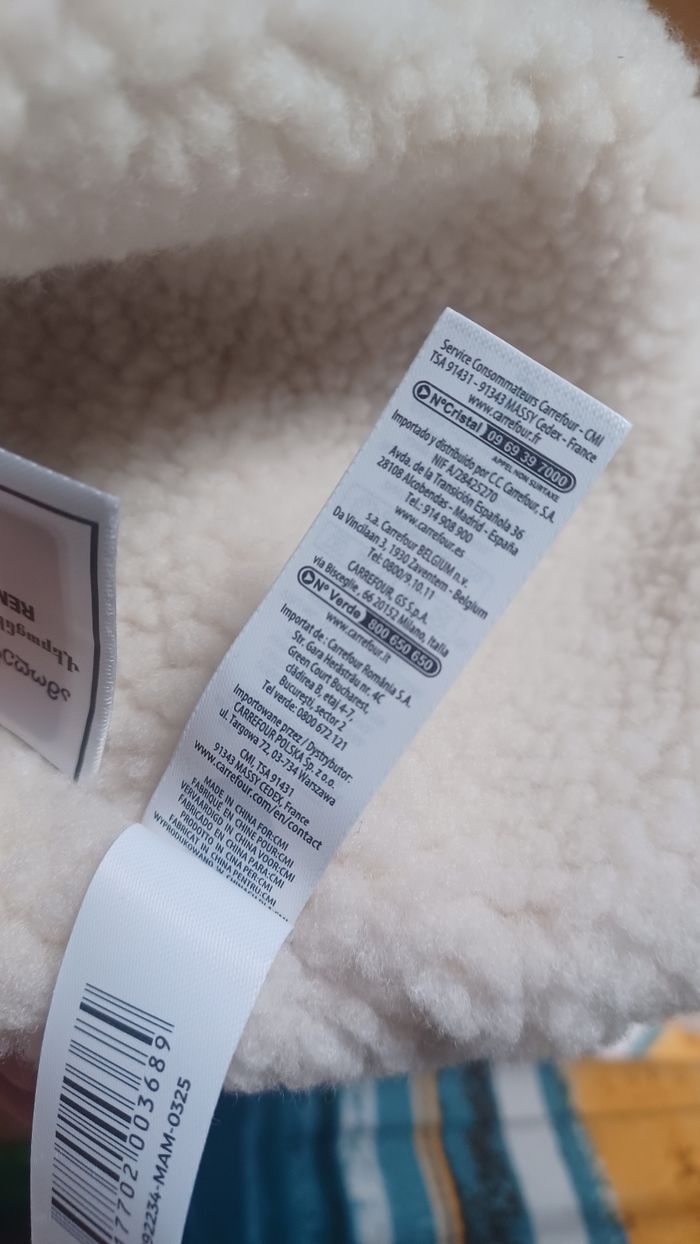 Service Consommateurs Carrefour - CMI
TSA 91431 - 91343 MASSY Cedex - France
www.carrefour.fr
N°Cristal 09 69 39 7000
APPEL NON SURTAXE
Importado y distribuido por C.C. Carrefour, S.A.
NIF A/28425270
Avda. de la Transición Española 36
28108 Alcobendas - Madrid - España
Tel.: 914 908 900
www.carrefour.es
s.a. Carrefour BELGIUM n.v.
Da Vincilaan 3, 1930 Zaventem - Belgium
Tel: 0800/9.10.11
CARREFOUR, GS S.p.A.
via Bisceglie, 66 20152 Milano, Italia
N° Verde 800 650 650
www.carrefour.it
Importat de : Carrefour România S.A.
Str. Gara Herăstrău nr. 4C
Green Court Bucharest,
clădirea B, etaj 4-7,
București, sector 2
Tel verde: 0800 672 121
Importowane przez / Dystrybutor:
CARREFOUR POLSKA Sp. z o.o.
ul. Targowa 72, 03-734 Warszawa
CMI, TSA 91431
91343 MASSY CEDEX, France
www.carrefour.com/en/contact
MADE IN CHINA FOR:CMI
FABRIQUE EN CHINE POUR:CMI
VERVAARDIGD IN CHINA VOOR:CMI
FABRICADO EN CHINA PARA:CMI
PRODOTTO IN CINA PER:CMI
FABRICAT IN CHINA PENTRU:CMI
WYPRODUKOWANO W CHINACH DLA:CMI
17702 003689
92234-MAM-0325
REN